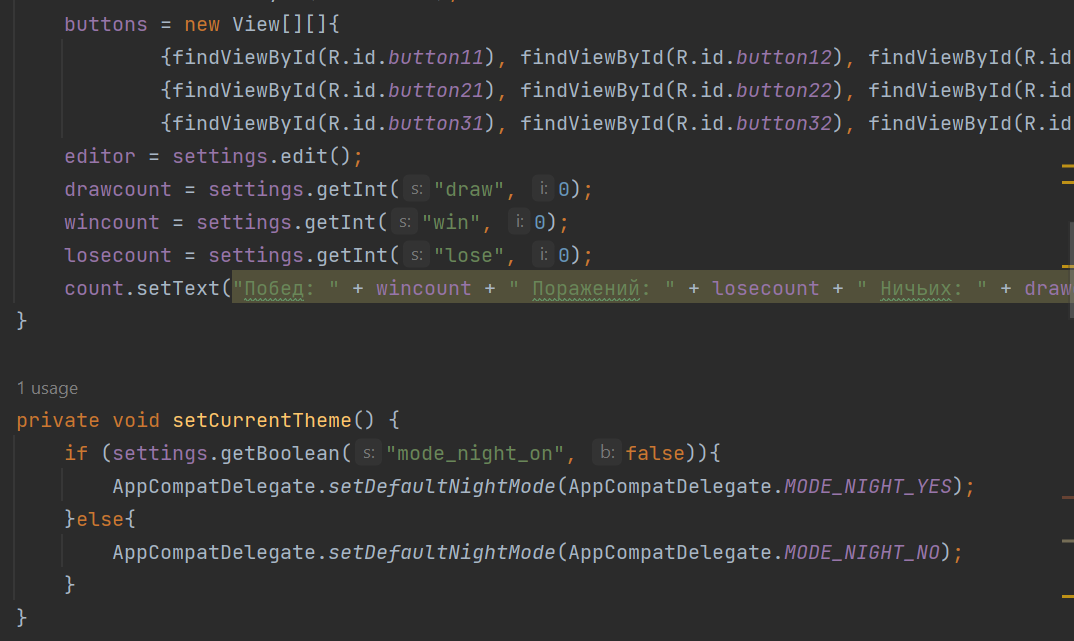 buttons = new View[][]{
{findViewById(R.id.button11), findViewById(R.id.button12), findViewById(R.id
{findViewById(R.id.button21), findViewById(R.id.button22), findViewById(R.id
{findViewById(R.id.button31), findViewById(R.id.button32), findViewById(R.id
editor = settings.edit();
drawcount = settings.getInt( s: "draw", i: 0);
wincount = settings.getInt( s: "win", i: 0);
losecount = settings.getInt( s: "lose", i: 0);
count.setText("Побед: " + wincount + " Поражений: " + losecount + " Ничьих: " + draw
}
1 usage
private void setCurrentTheme() {
if (settings.getBoolean( s: "mode_night_on", b: false)){
AppCompatDelegate.setDefaultNightMode(AppCompatDelegate.MODE_NIGHT_YES);
}else{
AppCompatDelegate.setDefaultNightMode(AppCompatDelegate.MODE_NIGHT_NO);
}
}